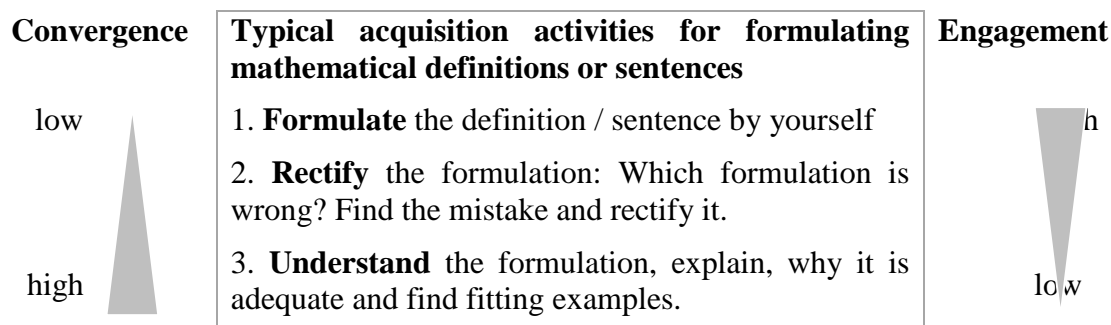 Convergence Typical acquisition activities for formulating Engagement
mathematical definitions or sentences
low 1. Formulate the definition / sentence by yourself h
2. Rectify the formulation: Which formulation is
wrong? Find the mistake and rectify it.
3. Understand the formulation, explain, why it is
high adequate and find fitting examples. low